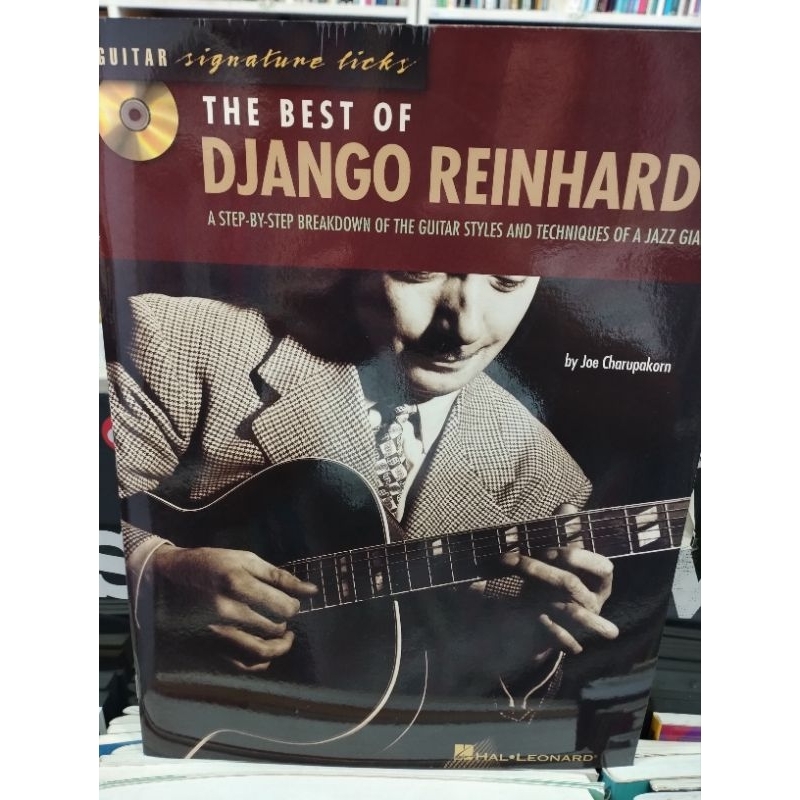 GUITAR signature licks
THE BEST OF
DJANGO REINHARD
A STEP-BY-STEP BREAKDOWN OF THE GUITAR STYLES AND TECHNIQUES OF A JAZZ GIA
by Joe Charupakorn
HAL•LEONARD